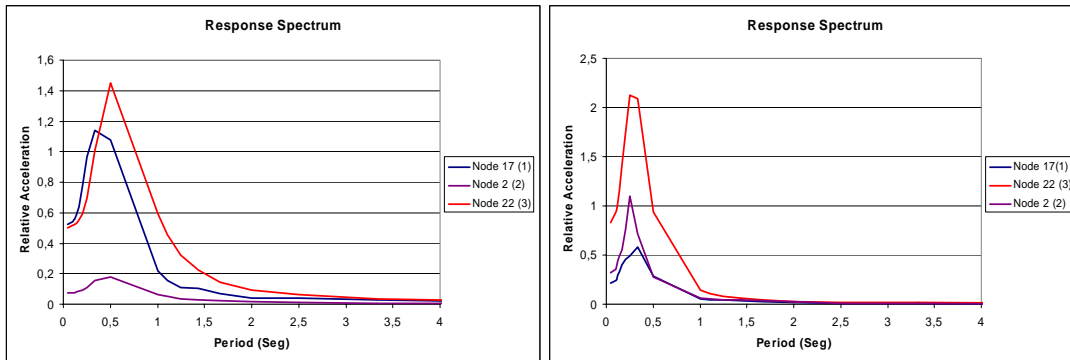 Response Spectrum
Relative Acceleration
1,6
1,4
1,2
1
0,8
0,6
0,4
0,2
0
0 0,5 1 1,5 2 2,5 3 3,5 4
Period (Seg)
Node 17 (1)
Node 2 (2)
Node 22 (3)
Response Spectrum
Relative Acceleration
2,5
2
1,5
1
0,5
0
0 0,5 1 1,5 2 2,5 3 3,5 4
Period (Seg)
Node 17(1)
Node 22 (3)
Node 2 (2)